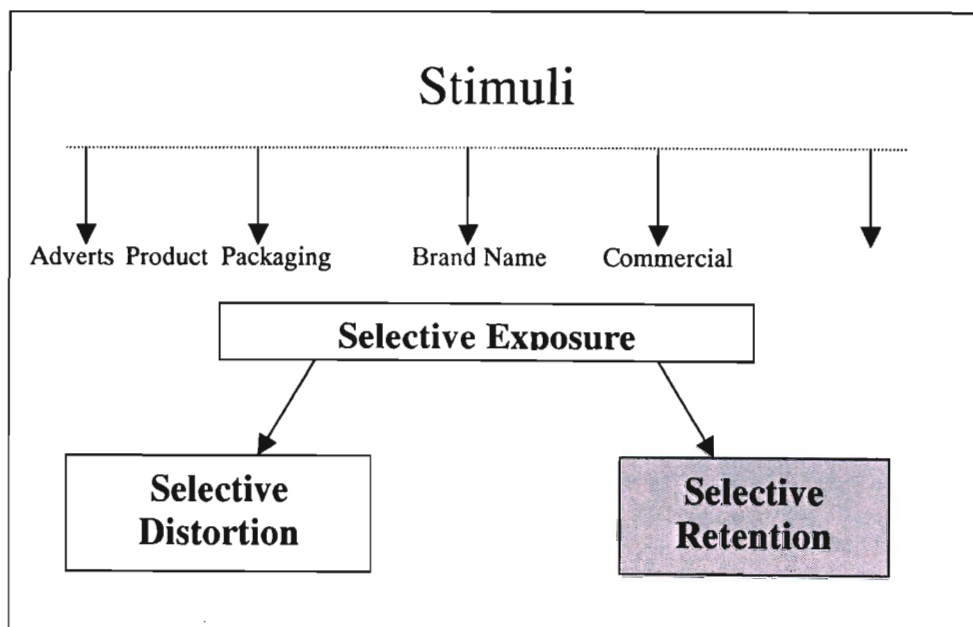 Stimuli
Adverts Product Packaging Brand Name Commercial
Selective Exposure
Selective
Distortion
Selective
Retention